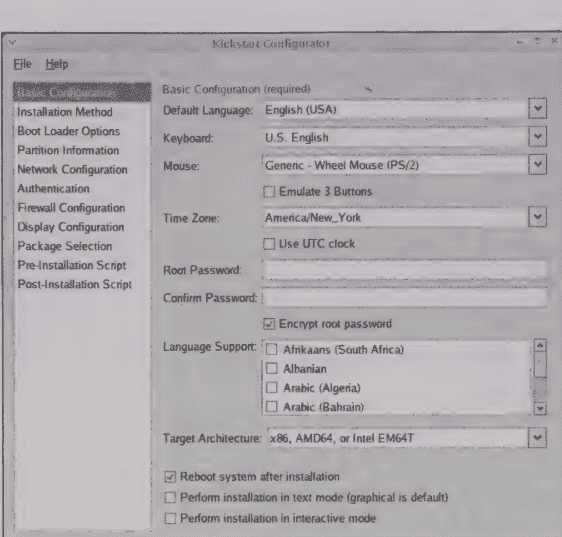 Kickstart Configurator
File Help
Basic Configuration
Installation Method
Boot Loader Options
Partition Information
Network Configuration
Authentication
Firewall Configuration
Display Configuration
Package Selection
Pre-Installation Script
Post-Installation Script
Basic Configuration (required)
Default Language: English (USA)
Keyboard: U.S. English
Mouse: Generic - Wheel Mouse (PS/2)
Emulate 3 Buttons
Time Zone: America/New_York
Use UTC clock
Root Password:
Confirm Password:
Encrypt root password
Language Support: Afrikaans (South Africa)
Albanian
Arabic (Algeria)
Arabic (Bahrain)
Target Architecture: x86, AMD64, or Intel EM64T
Reboot system after installation
Perform installation in text mode (graphical is default)
Perform installation in interactive mode